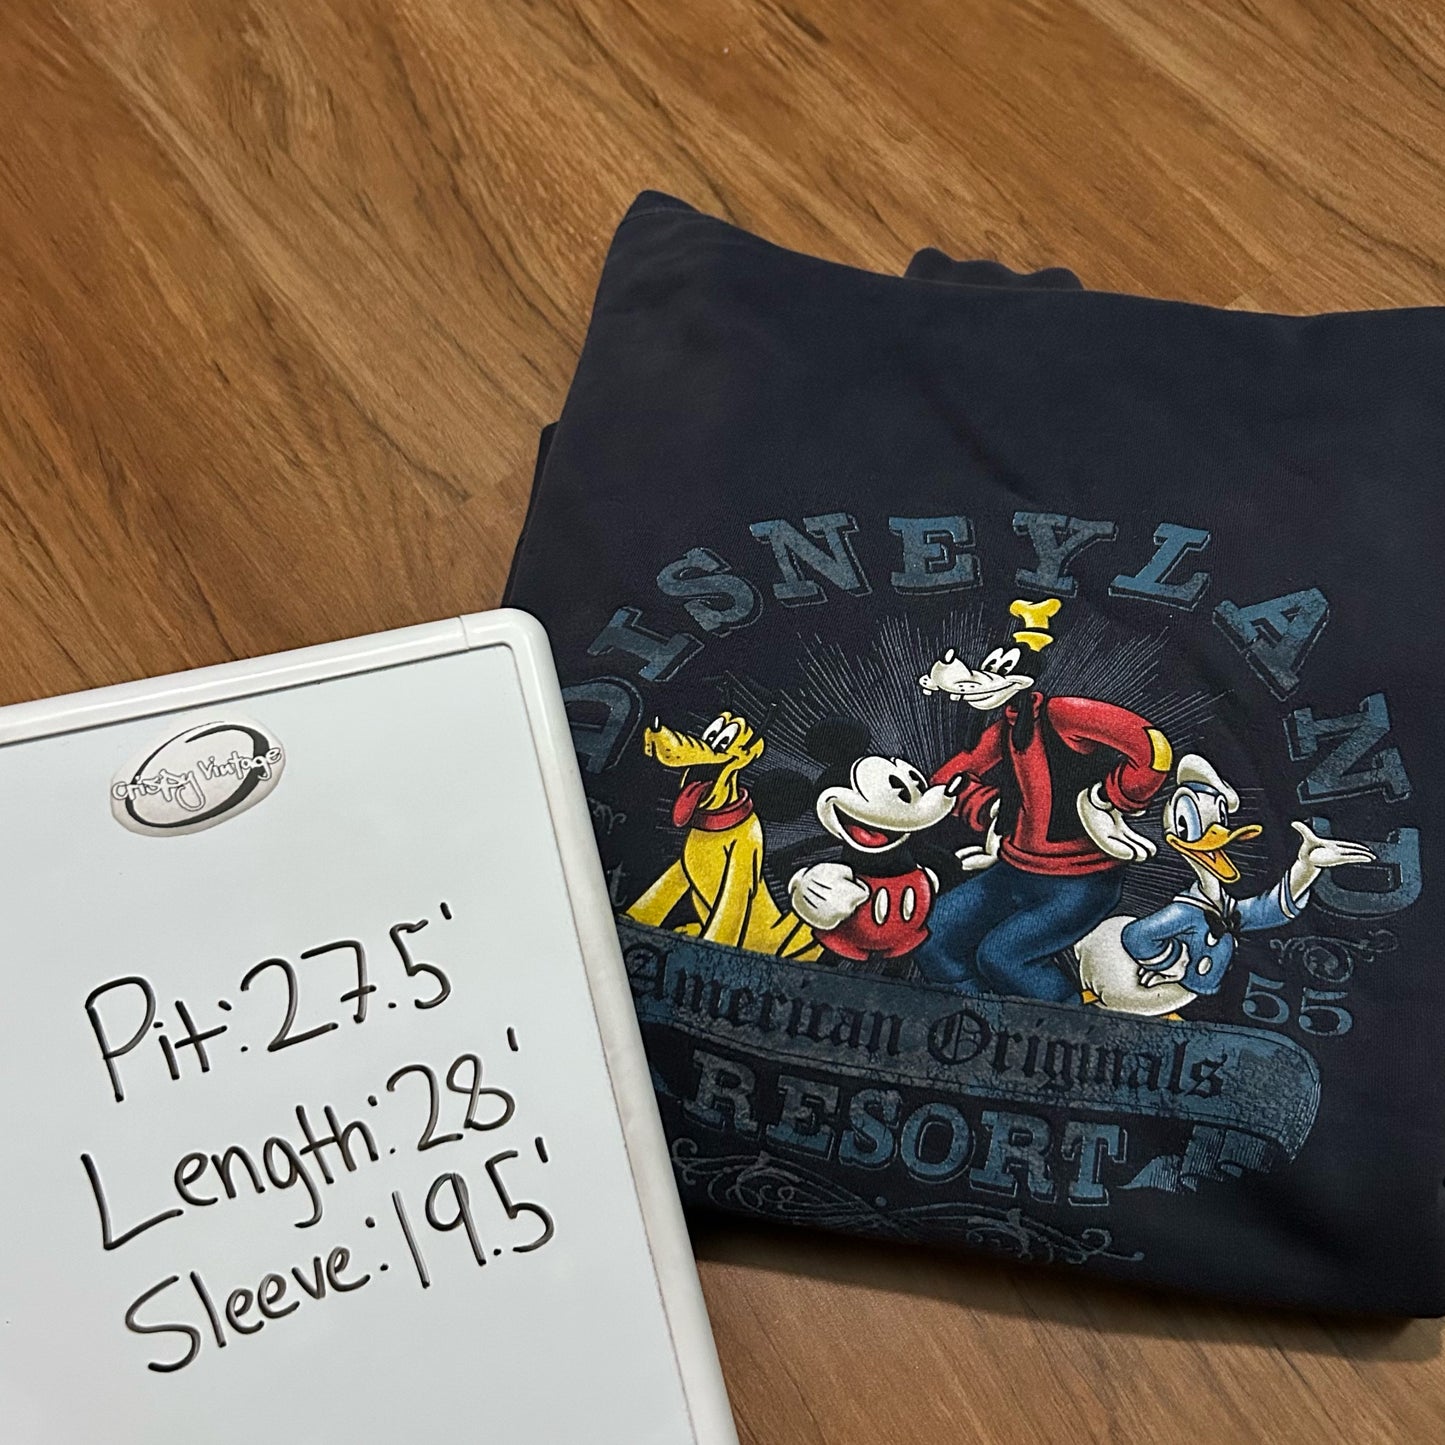 crispy Vintage
Pit: 27.5'
Length: 28'
Sleeve: 19.5'
DISNEYLAND
55
American Originals
RESORT